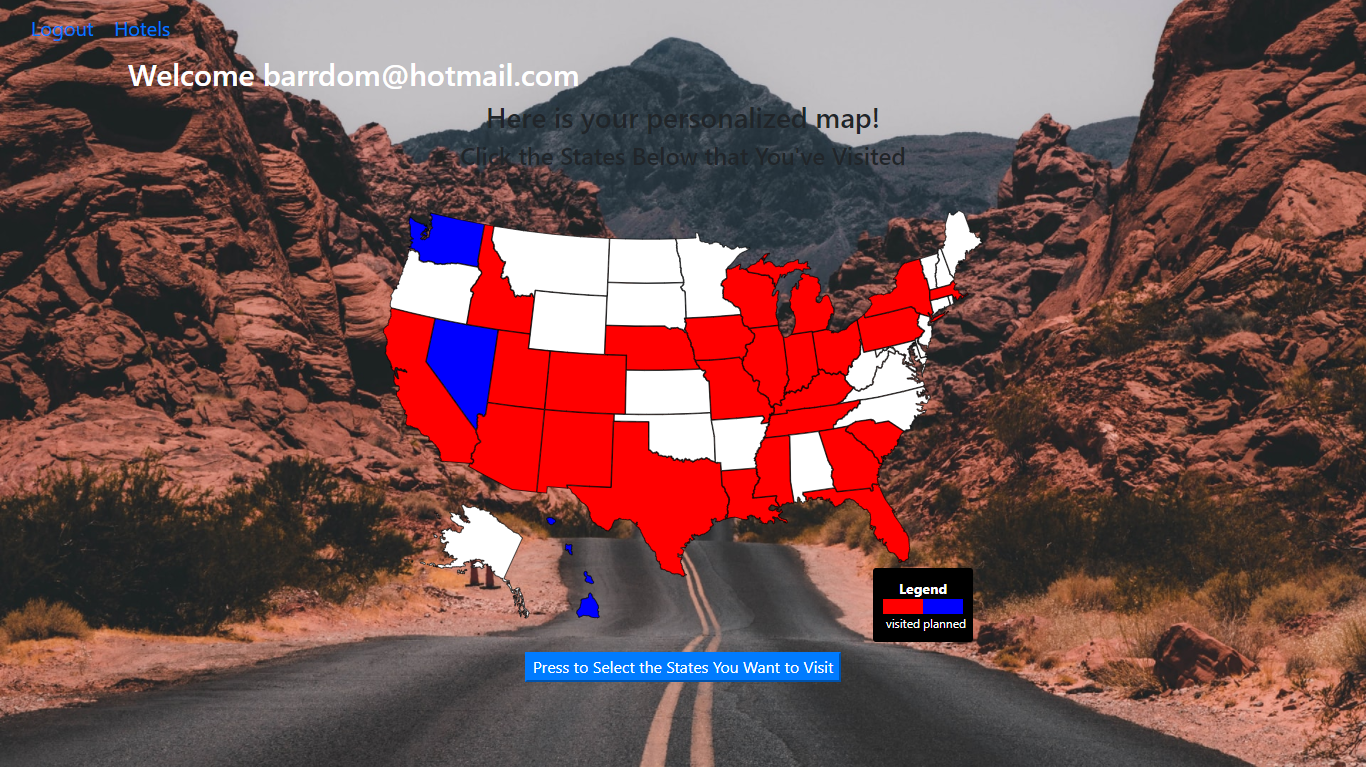 Logout Hotels
Welcome barrdom@hotmail.com
Here is your personalized map!
Click the States Below that You've Visited
Legend
visited planned
Press to Select the States You Want to Visit